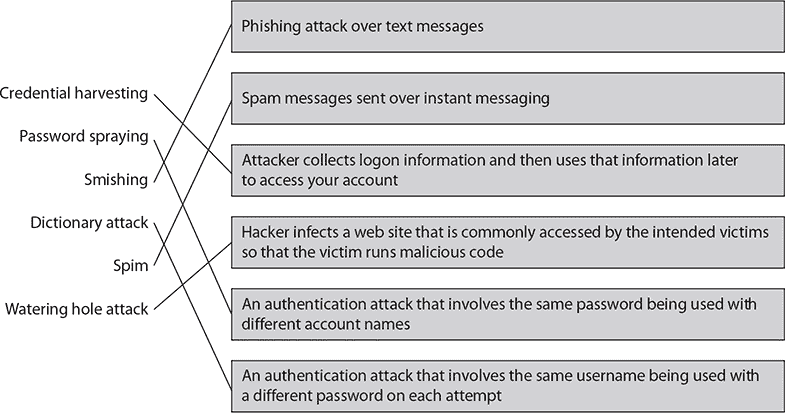 Credential harvesting
Password spraying
Smishing
Dictionary attack
Spim
Watering hole attack
Phishing attack over text messages
Spam messages sent over instant messaging
Attacker collects logon information and then uses that information later
to access your account
Hacker infects a web site that is commonly accessed by the intended victims
so that the victim runs malicious code
An authentication attack that involves the same password being used with
different account names
An authentication attack that involves the same username being used with
a different password on each attempt